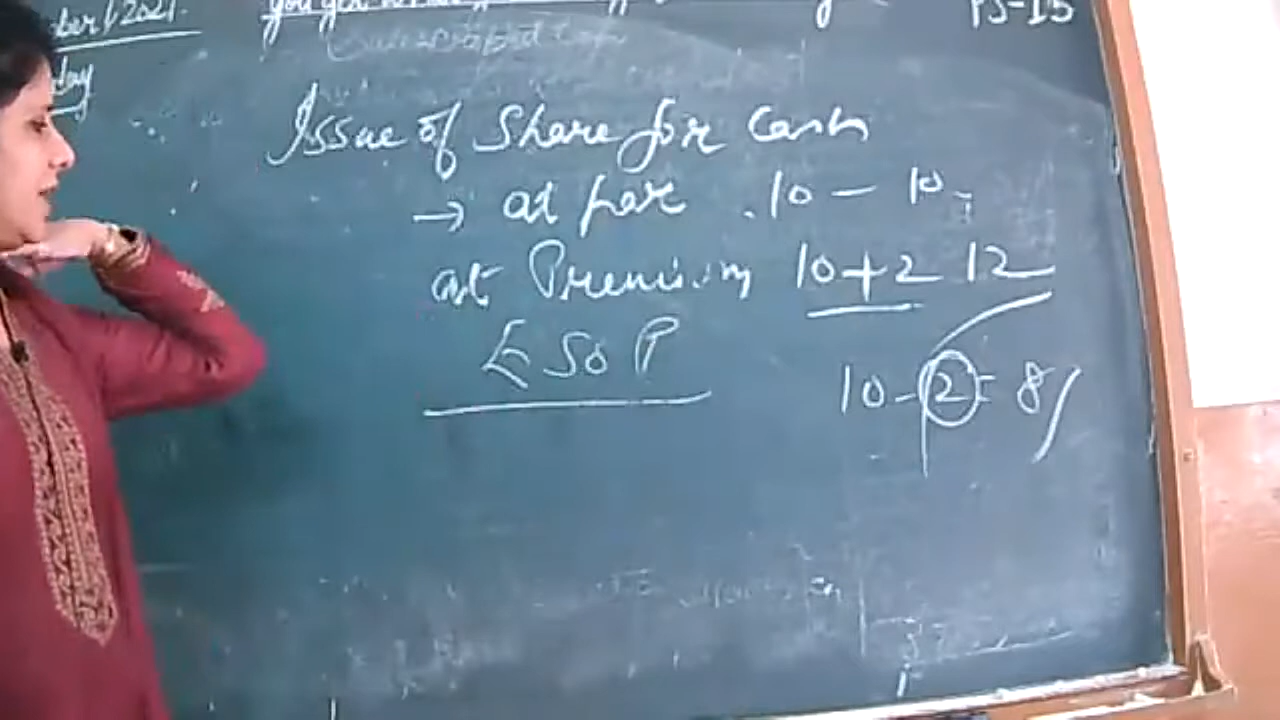 ber/2021.
day
PS-15
Issue of Share for Cash
→ at par .10 — 10
at Premium 10+2 12
ESOP
10-2=8/